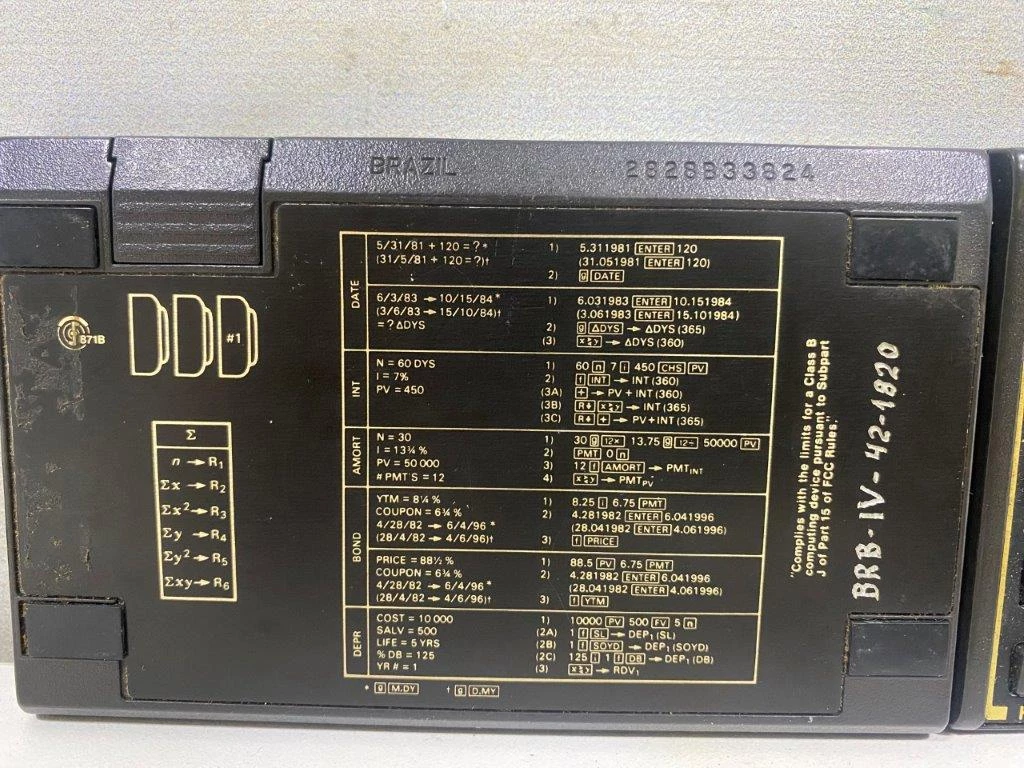 BRAZIL
2828B33824
871B
#1
Σ
n → R1
Σx → R2
Σx² → R3
Σy → R4
Σy² → R5
Σxy → R6
DATE
5/31/81 + 120 = ? *
(31/5/81 + 120 = ?)†
1) 5.311981 ENTER 120
(31.051981 ENTER 120)
2) g DATE
6/3/83 → 10/15/84 *
(3/6/83 → 15/10/84)†
= ? ΔDYS
1) 6.031983 ENTER 10.151984
(3.061983 ENTER 15.101984)
2) g ΔDYS → ΔDYS (365)
(3) x≷y → ΔDYS (360)
INT
N = 60 DYS
I = 7%
PV = 450
1) 60 n 7 i 450 CHS PV
2) f INT → INT (360)
(3A) + → PV + INT (360)
(3B) R↓ x≷y → INT (365)
(3C) R↓ + → PV + INT (365)
AMORT
N = 30
I = 13¼ %
PV = 50 000
# PMT'S = 12
1) 30 g 12× 13.75 g 12÷ 50000 PV
2) PMT 0 n
3) 12 f AMORT → PMT INT
4) x≷y → PMT PV
BOND
YTM = 8¼ %
COUPON = 6¾ %
4/28/82 → 6/4/96 *
(28/4/82 → 4/6/96)†
1) 8.25 i 6.75 PMT
2) 4.281982 ENTER 6.041996
(28.041982 ENTER 4.061996)
3) f PRICE
PRICE = 88½ %
COUPON = 6¾ %
4/28/82 → 6/4/96 *
(28/4/82 → 4/6/96)†
1) 88.5 PV 6.75 PMT
2) 4.281982 ENTER 6.041996
(28.041982 ENTER 4.061996)
3) f YTM
DEPR
COST = 10 000
SALV = 500
LIFE = 5 YRS
% DB = 125
YR # = 1
1) 10000 PV 500 FV 5 n
(2A) 1 f SL → DEP1 (SL)
(2B) 1 f SOYD → DEP1 (SOYD)
(2C) 125 i 1 f DB → DEP1 (DB)
(3) x≷y → RDV1
* g M.DY † g D.MY
"Complies with the limits for a Class B
computing device pursuant to Subpart
J of Part 15 of FCC Rules."
BRB-IV-42-1820